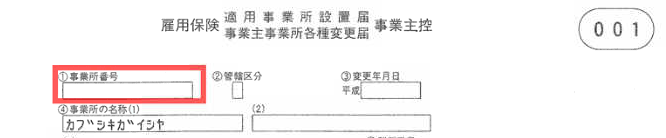 雇用保険 適用事業所設置届 事業主控
事業主事業所各種変更届
001
①事業所番号 ②管轄区分 ③変更年月日
平成
④事業所の名称(1) (2)
カブ゛シキガ゛イシヤ